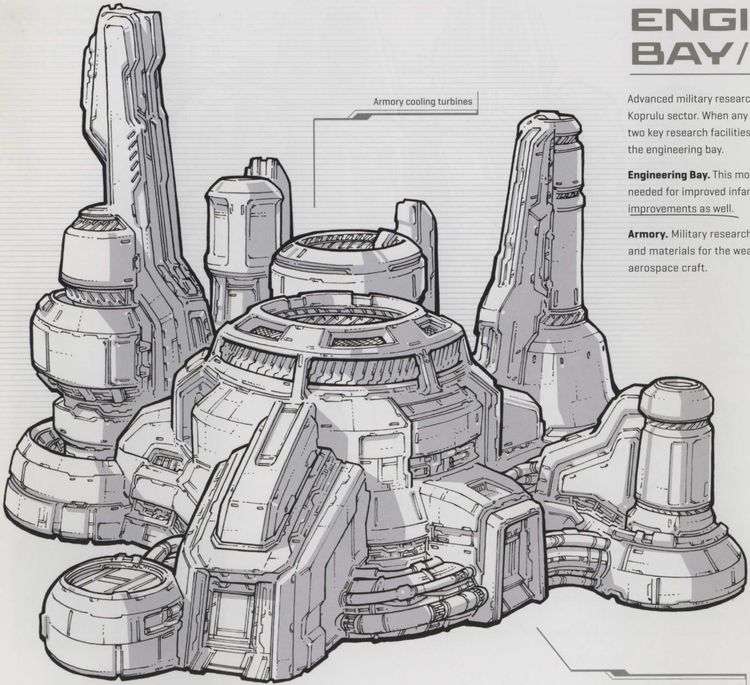 ENGI
BAY/
Armory cooling turbines
Advanced military researc
Koprulu sector. When any
two key research facilities
the engineering bay.
Engineering Bay. This mo
needed for improved infa
improvements as well.
Armory. Military research
and materials for the wea
aerospace craft.